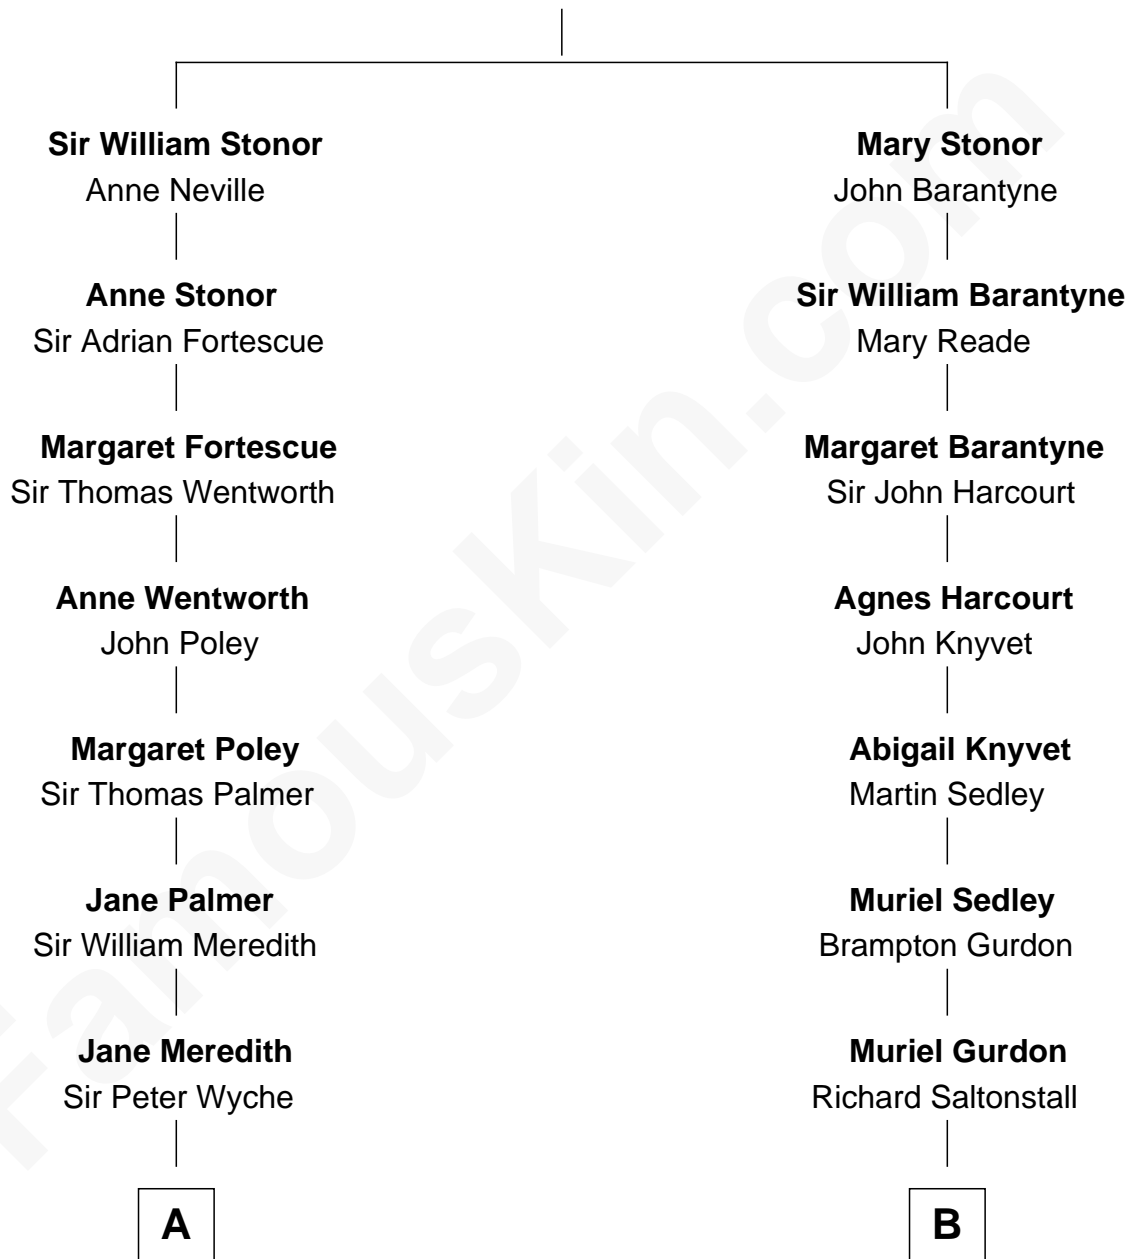 Sir William Stonor
Anne Neville
Anne Stonor
Sir Adrian Fortescue
Margaret Fortescue
Sir Thomas Wentworth
Anne Wentworth
John Poley
Margaret Poley
Sir Thomas Palmer
Jane Palmer
Sir William Meredith
Jane Meredith
Sir Peter Wyche
A
Mary Stonor
John Barantyne
Sir William Barantyne
Mary Reade
Margaret Barantyne
Sir John Harcourt
Agnes Harcourt
John Knyvet
Abigail Knyvet
Martin Sedley
Muriel Sedley
Brampton Gurdon
Muriel Gurdon
Richard Saltonstall
B
FamousKin.com